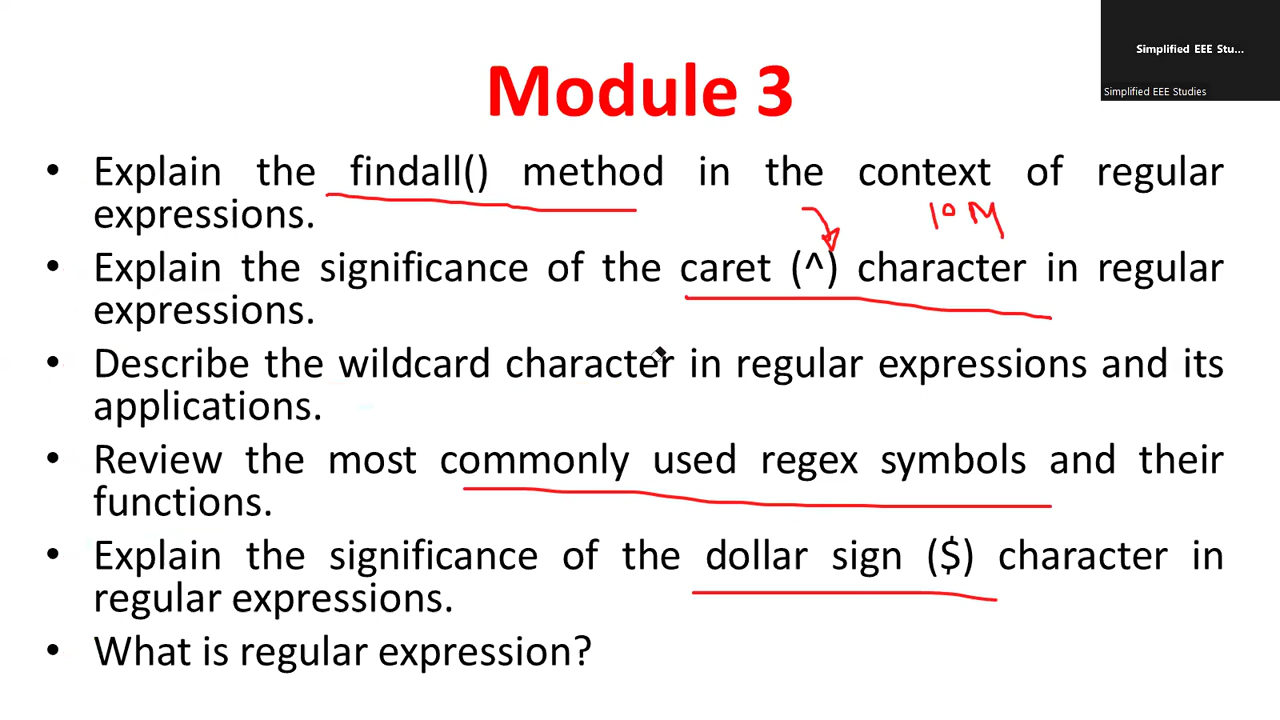 Simplified EEE Stu...
Simplified EEE Studies
Module 3
• Explain the findall() method in the context of regular
expressions.
10 M
• Explain the significance of the caret (^) character in regular
expressions.
• Describe the wildcard character in regular expressions and its
applications.
• Review the most commonly used regex symbols and their
functions.
• Explain the significance of the dollar sign ($) character in
regular expressions.
• What is regular expression?